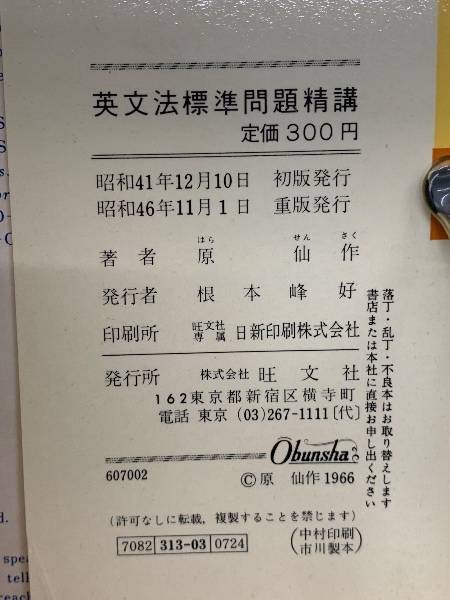 英文法標準問題精講
定価 300円
昭和41年12月10日 初版発行
昭和46年11月1日 重版発行
はら せん さく
著者 原 仙作
発行者 根本峰好
印刷所 旺文社専属 日新印刷株式会社
発行所 株式会社 旺文社
162東京都新宿区横寺町
電話 東京 (03)267-1111〔代〕
Obunsha
607002 ©原 仙作 1966
(許可なしに転載,複製することを禁じます)
7082 313-03 0724
(中村印刷
市川製本)
落丁・乱丁・不良本はお取り替えします
書店または本社に直接お申し出ください
d.
spea
tell
reach